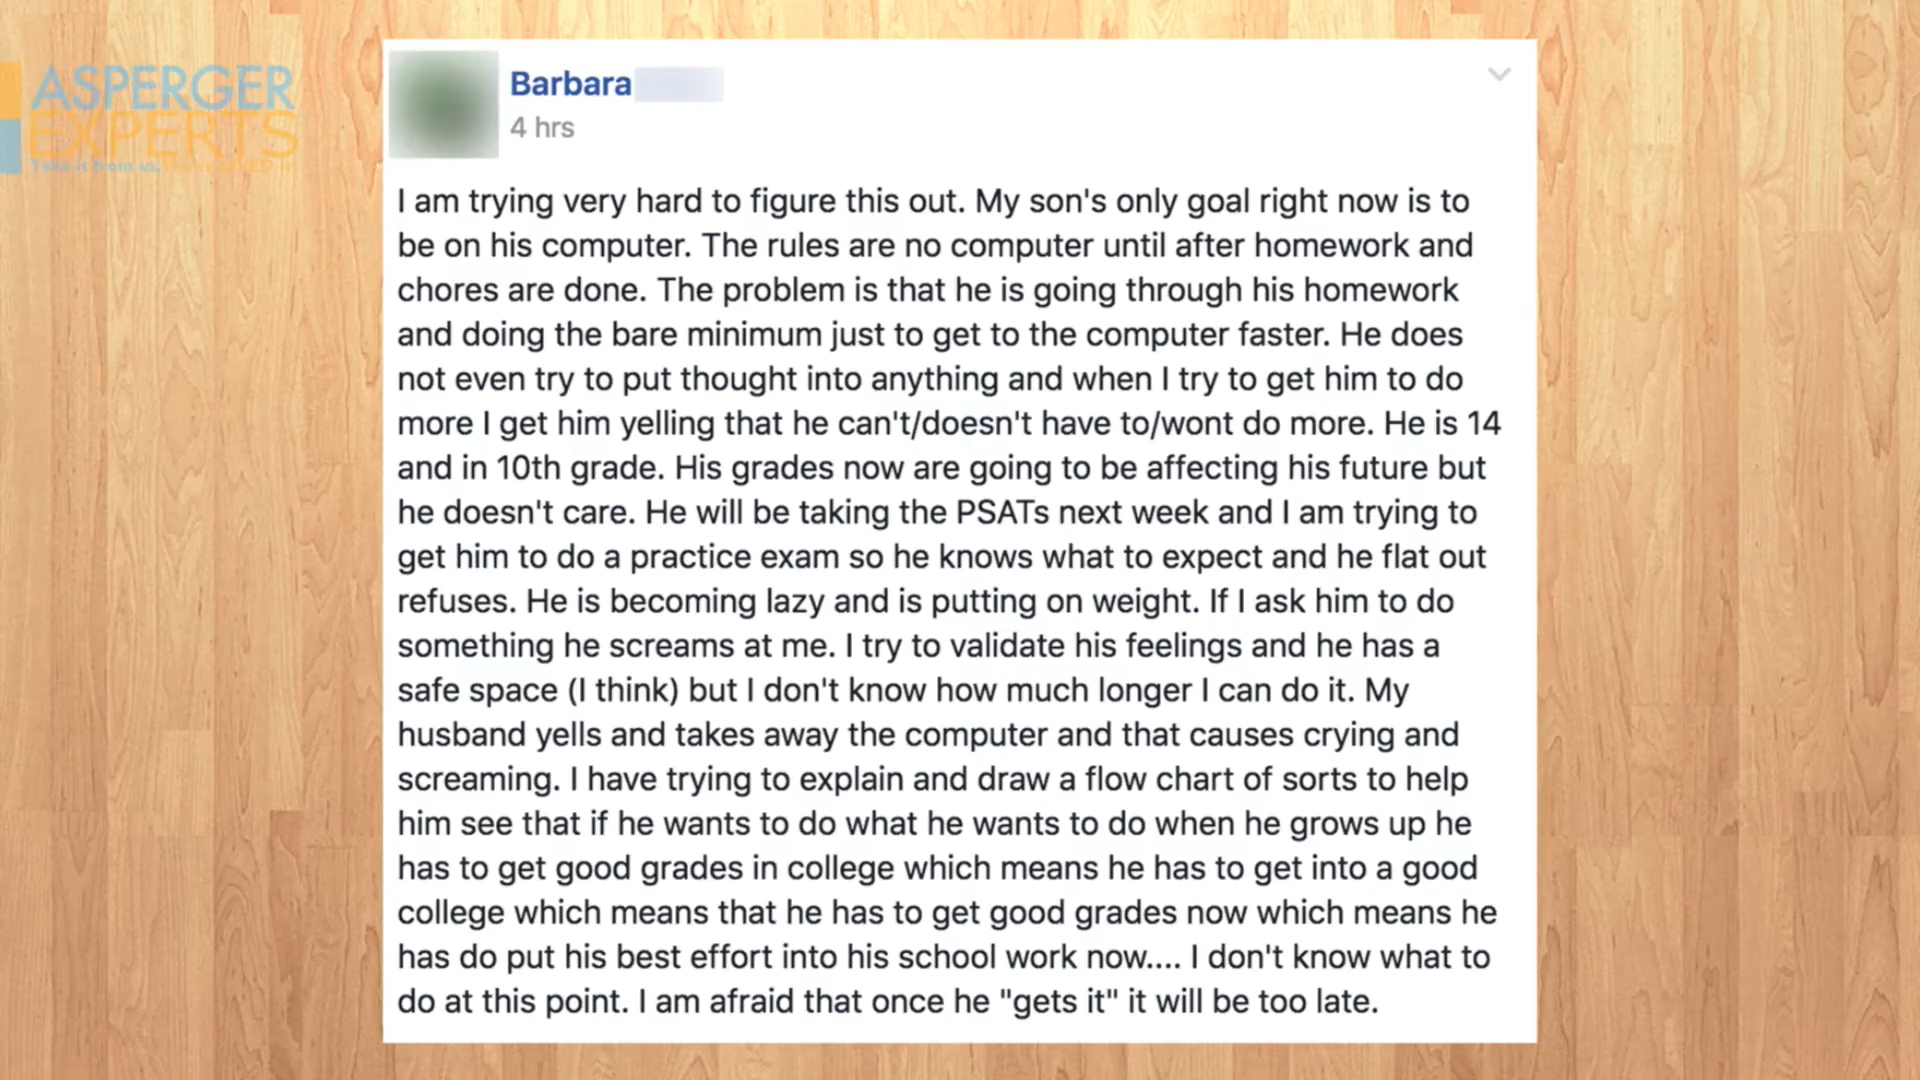 ASPERGER
EXPERTS
Take it from us,
Barbara
4 hrs
I am trying very hard to figure this out. My son's only goal right now is to
be on his computer. The rules are no computer until after homework and
chores are done. The problem is that he is going through his homework
and doing the bare minimum just to get to the computer faster. He does
not even try to put thought into anything and when I try to get him to do
more I get him yelling that he can't/doesn't have to/wont do more. He is 14
and in 10th grade. His grades now are going to be affecting his future but
he doesn't care. He will be taking the PSATs next week and I am trying to
get him to do a practice exam so he knows what to expect and he flat out
refuses. He is becoming lazy and is putting on weight. If I ask him to do
something he screams at me. I try to validate his feelings and he has a
safe space (I think) but I don't know how much longer I can do it. My
husband yells and takes away the computer and that causes crying and
screaming. I have trying to explain and draw a flow chart of sorts to help
him see that if he wants to do what he wants to do when he grows up he
has to get good grades in college which means he has to get into a good
college which means that he has to get good grades now which means he
has do put his best effort into his school work now.... I don't know what to
do at this point. I am afraid that once he "gets it" it will be too late.